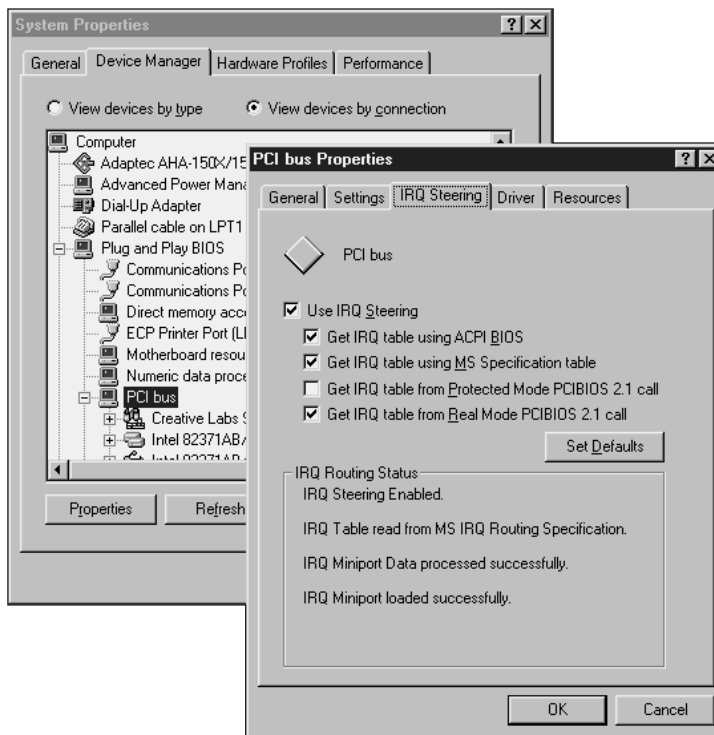 System Properties
General Device Manager Hardware Profiles Performance
View devices by type View devices by connection
Computer
Adaptec AHA-150X/15
Advanced Power Mana
Dial-Up Adapter
Parallel cable on LPT1
Plug and Play BIOS
Communications Po
Communications Po
Direct memory acce
ECP Printer Port (L
Motherboard resou
Numeric data proce
PCI bus
Creative Labs S
Intel 82371AB/
Intel 82371AB
Properties Refresh
PCI bus Properties
General Settings IRQ Steering Driver Resources
PCI bus
Use IRQ Steering
Get IRQ table using ACPI BIOS
Get IRQ table using MS Specification table
Get IRQ table from Protected Mode PCIBIOS 2.1 call
Get IRQ table from Real Mode PCIBIOS 2.1 call
Set Defaults
IRQ Routing Status
IRQ Steering Enabled.
IRQ Table read from MS IRQ Routing Specification.
IRQ Miniport Data processed successfully.
IRQ Miniport loaded successfully.
OK Cancel